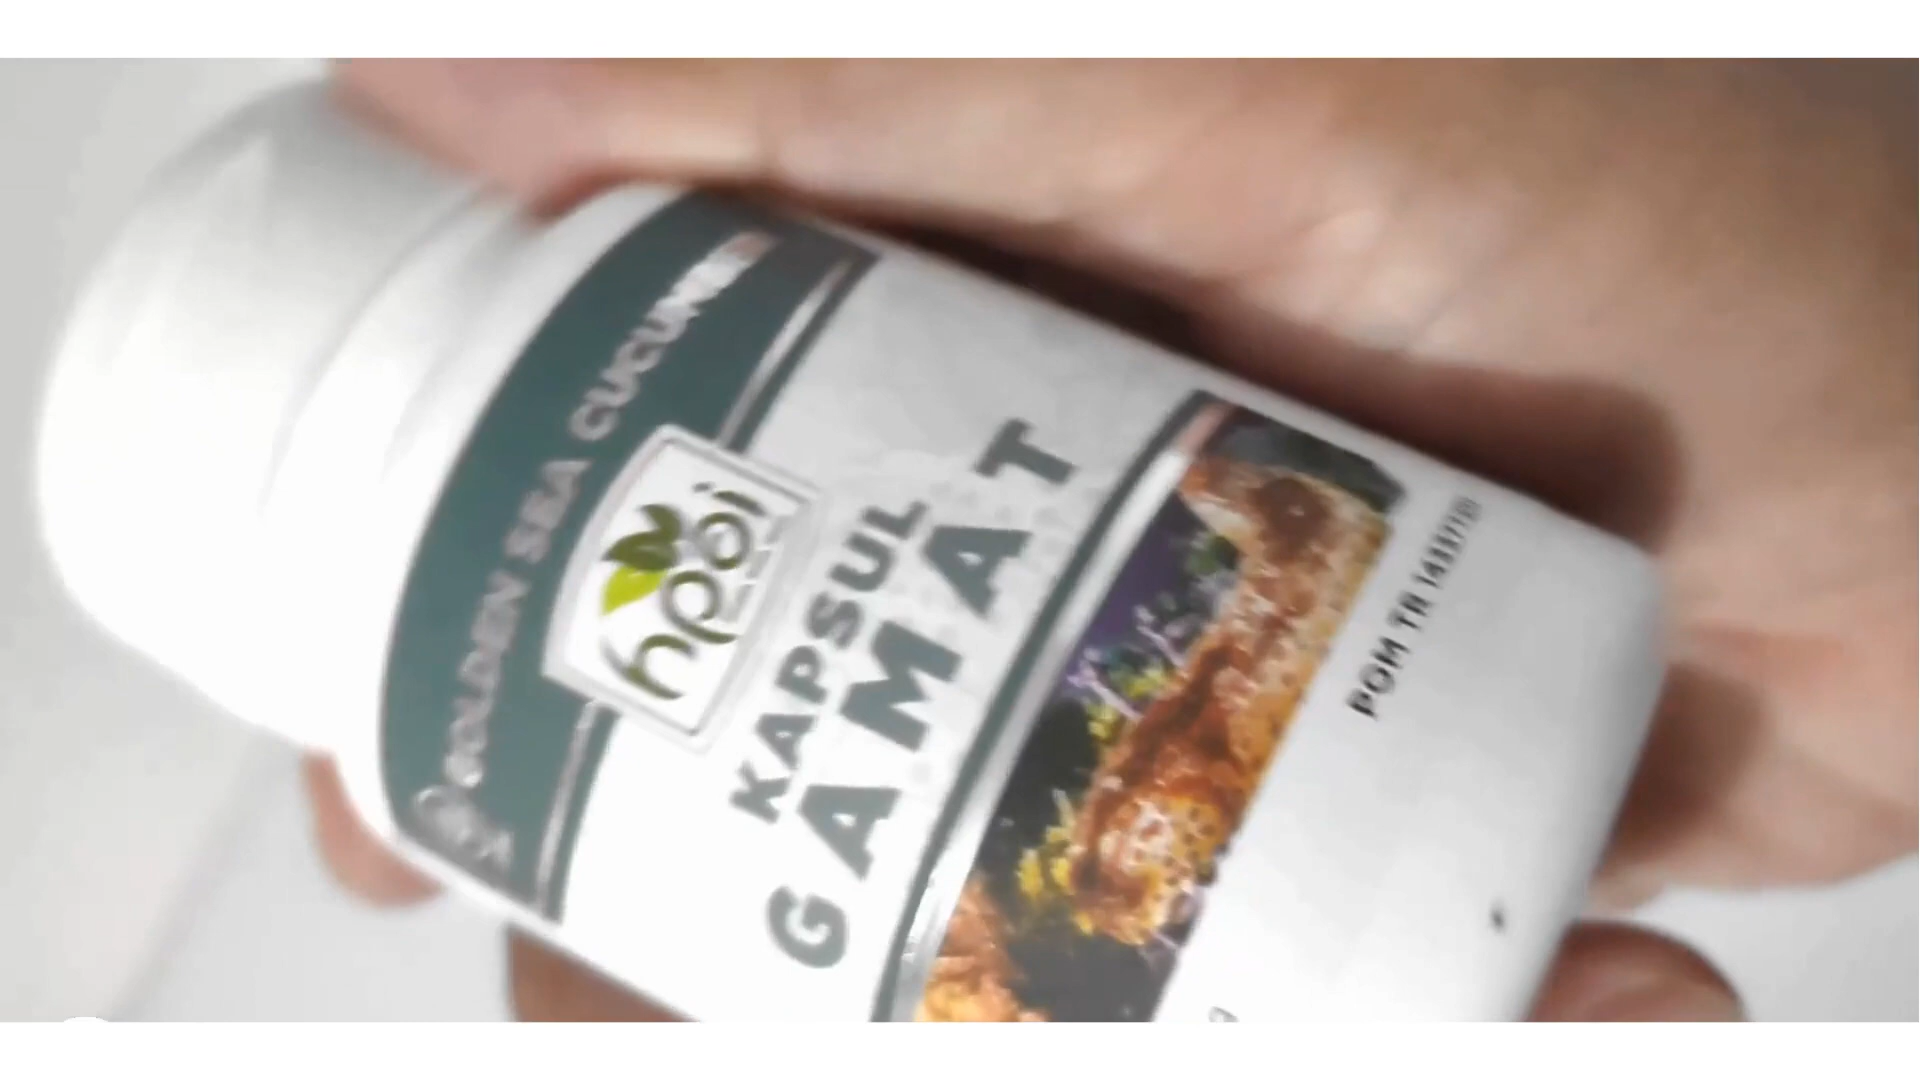 GOLDEN SEA CUCUMBER
hpai
KAPSUL
GAMAT
POM TR